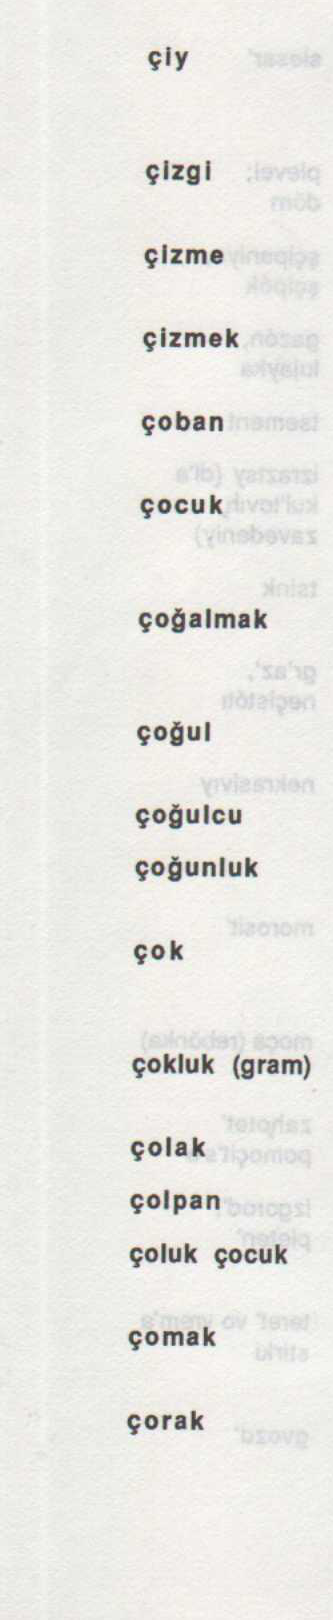 çiy
çizgi
çizme
çizmek
çoban
çocuk
çoğalmak
çoğul
çoğulcu
çoğunluk
çok
çokluk (gram)
çolak
çolpan
çoluk çocuk
çomak
çorak